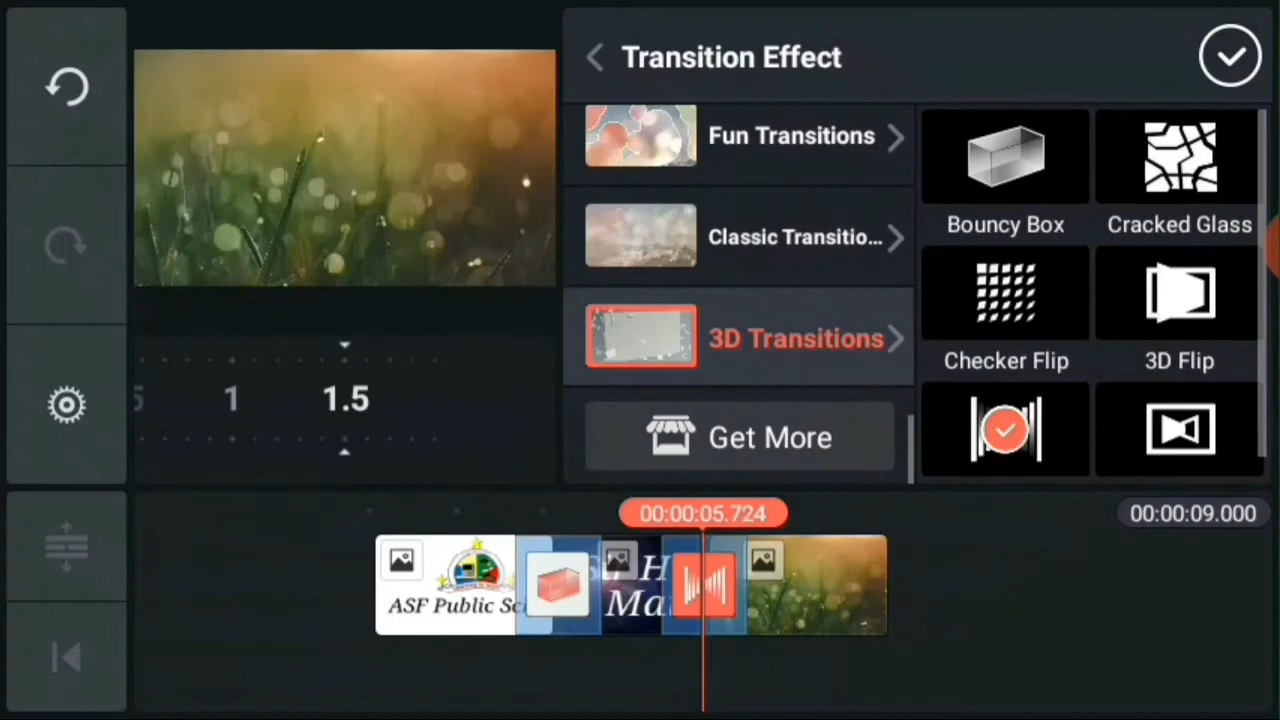 Transition Effect
Fun Transitions
Classic Transitio...
3D Transitions
Get More
Bouncy Box
Cracked Glass
Checker Flip
3D Flip
1
1.5
00:00:05.724
00:00:09.000
ASF Public Sc
Ma